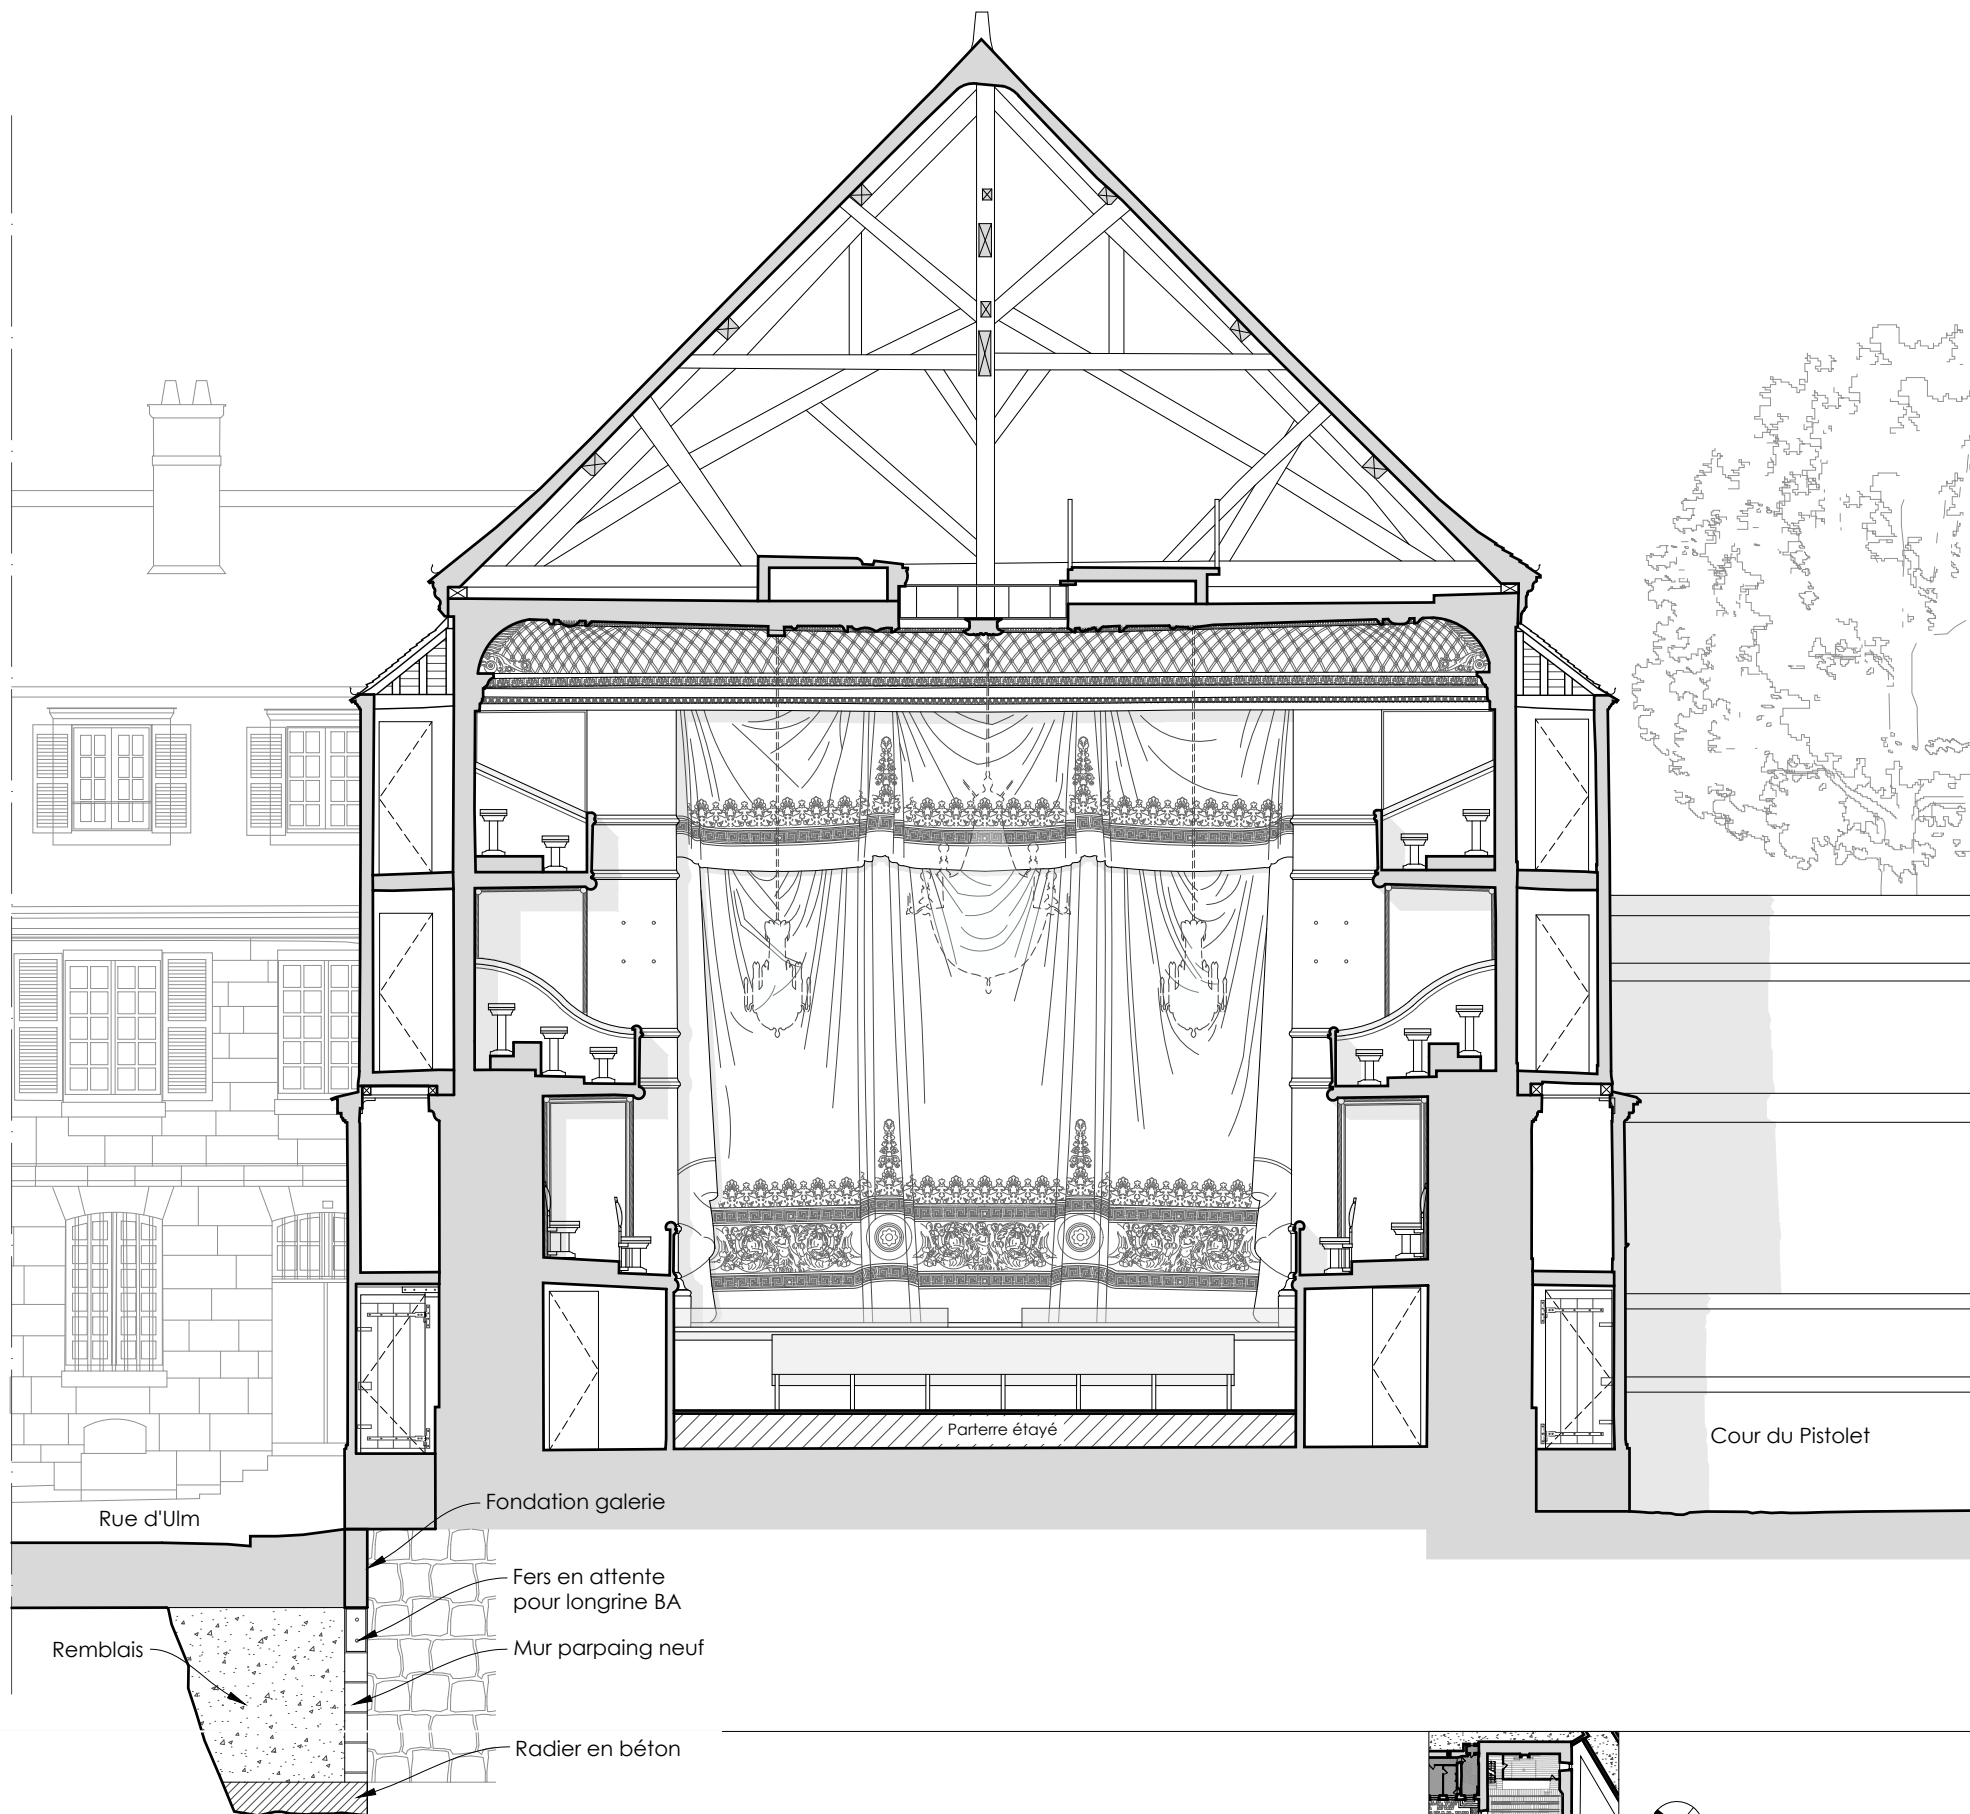 Parterre étayé
Cour du Pistolet
Fondation galerie
Rue d'Ulm
Fers en attente
pour longrine BA
Mur parpaing neuf
Remblais
Radier en béton